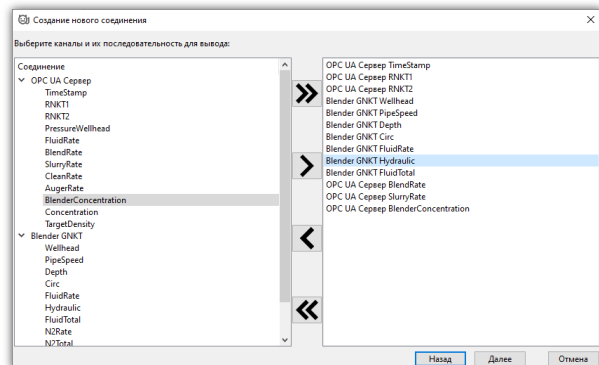 Создание нового соединения
Выберите каналы и их последовательность для вывода:
Соединение
OPC UA Сервер
TimeStamp
RNKT1
RNKT2
PressureWellhead
FluidRate
BlendRate
SlurryRate
CleanRate
AugerRate
BlenderConcentration
Concentration
TargetDensity
Blender GNKT
Wellhead
PipeSpeed
Depth
Circ
FluidRate
Hydraulic
FluidTotal
N2Rate
N2Total
OPC UA Сервер TimeStamp
OPC UA Сервер RNKT1
OPC UA Сервер RNKT2
Blender GNKT Wellhead
Blender GNKT PipeSpeed
Blender GNKT Depth
Blender GNKT Circ
Blender GNKT FluidRate
Blender GNKT Hydraulic
Blender GNKT FluidTotal
OPC UA Сервер BlendRate
OPC UA Сервер SlurryRate
OPC UA Сервер BlenderConcentration
Назад Далее Отмена